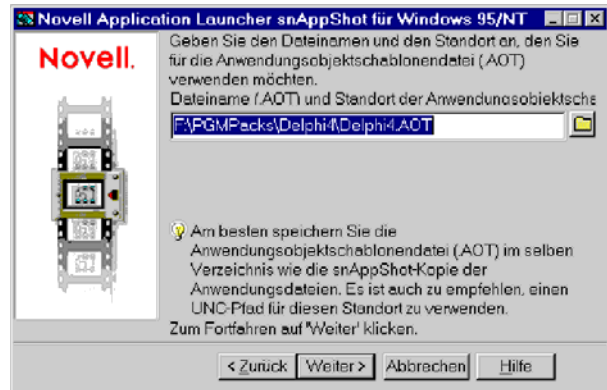 Novell Application Launcher snAppShot für Windows 95/NT
Novell.
Geben Sie den Dateinamen und den Standort an, den Sie
für die Anwendungsobjektschablonendatei (.AOT)
verwenden möchten.
Dateiname (.AOT) und Standort der Anwendungsobjektsche
F:\PGMPacks\Delphi4\Delphi4.AOT
Am besten speichern Sie die
Anwendungsobjektschablonendatei (.AOT) im selben
Verzeichnis wie die snAppShot-Kopie der
Anwendungsdateien. Es ist auch zu empfehlen, einen
UNC-Pfad für diesen Standort zu verwenden.
Zum Fortfahren auf 'Weiter' klicken.
< Zurück Weiter > Abbrechen Hilfe